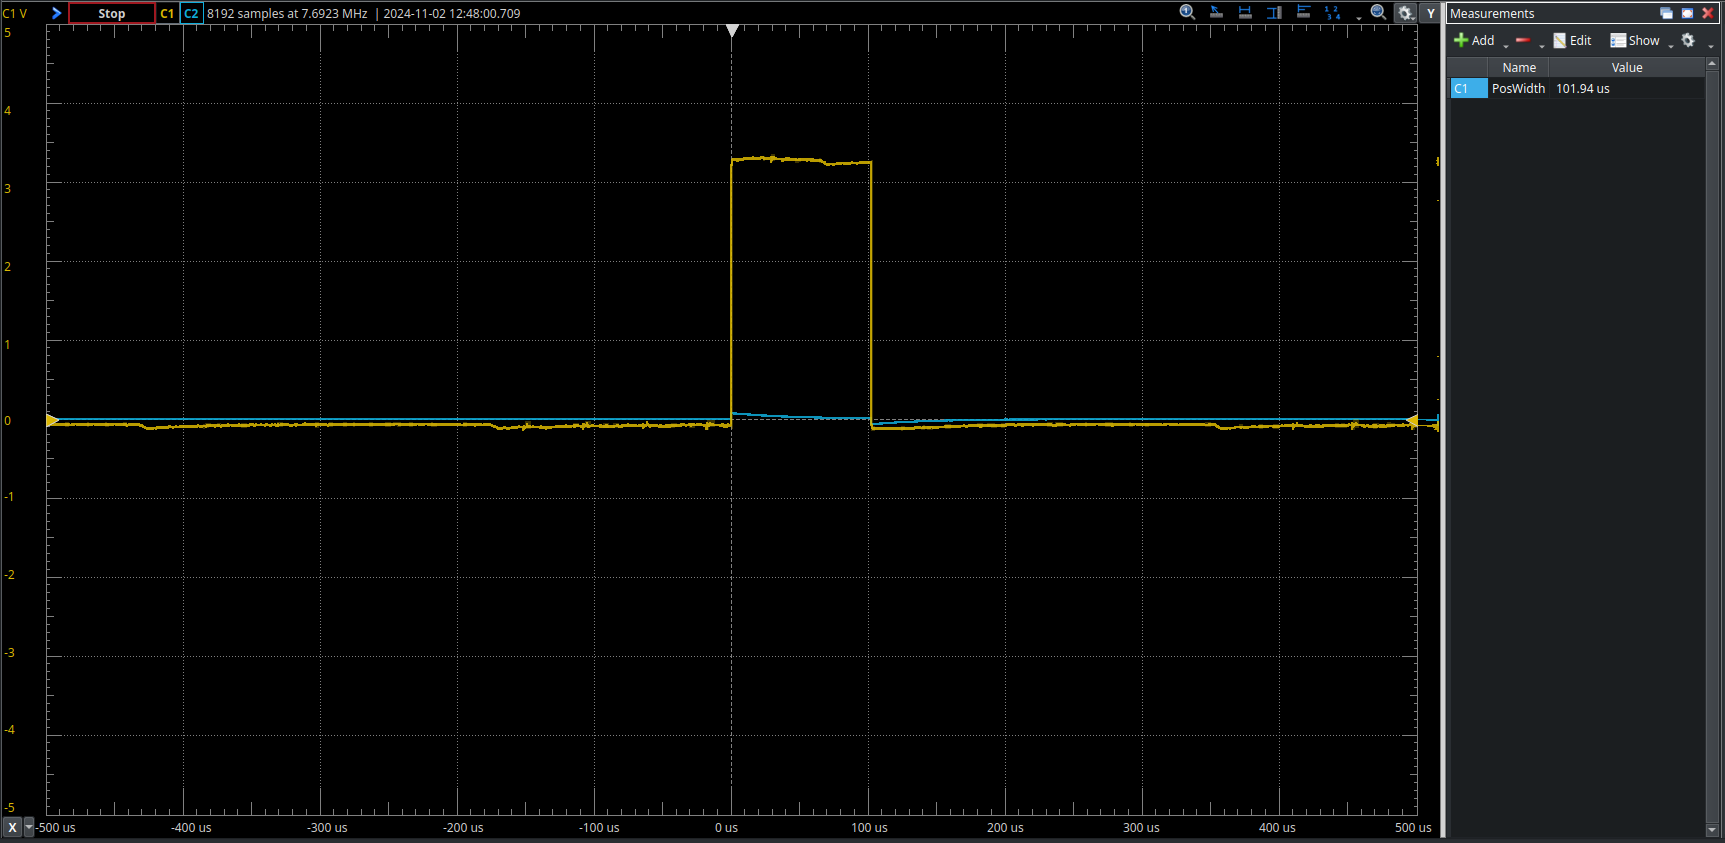 C1 V Stop C1 C2 8192 samples at 7.6923 MHz | 2024-11-02 12:48:00.709 Y
Measurements
Add Edit Show
Name Value
C1 PosWidth 101.94 us
5
4
3
2
1
0
-1
-2
-3
-4
-5
X -500 us -400 us -300 us -200 us -100 us 0 us 100 us 200 us 300 us 400 us 500 us